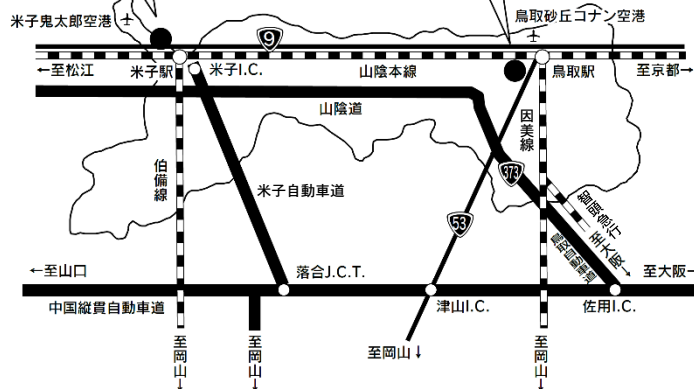 米子鬼太郎空港
鳥取砂丘コナン空港
9
←至松江
米子駅
米子I.C.
山陰本線
鳥取駅
至京都→
山陰道
因美線
伯備線
米子自動車道
373
53
智頭急行
至大阪→
鳥取自動車道
←至山口
落合J.C.T.
至大阪→
中国縦貫自動車道
津山I.C.
佐用I.C.
至岡山↓
至岡山↓
至岡山↓
至岡山↓